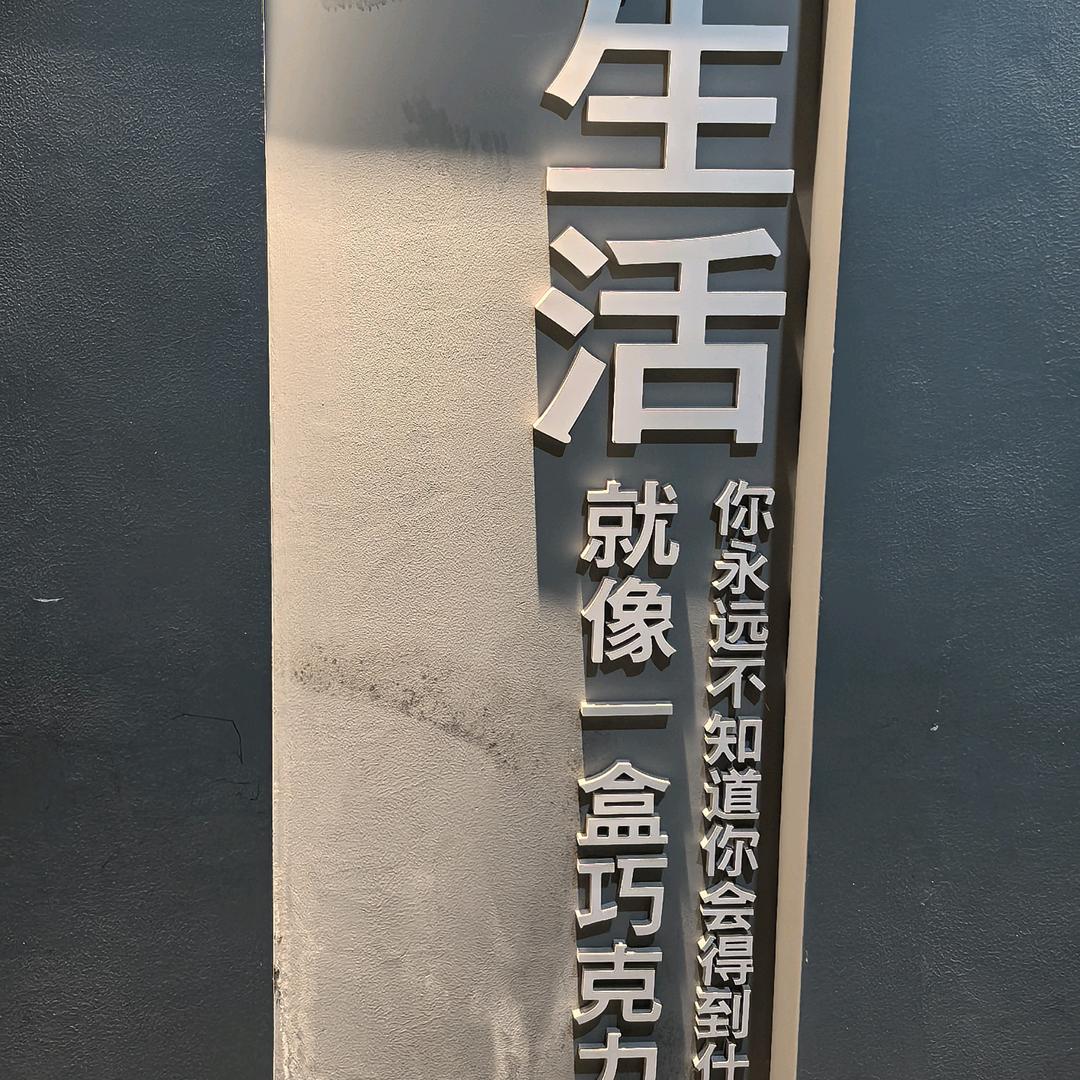 生活
就像一盒巧克力
你永远不知道你会得到什